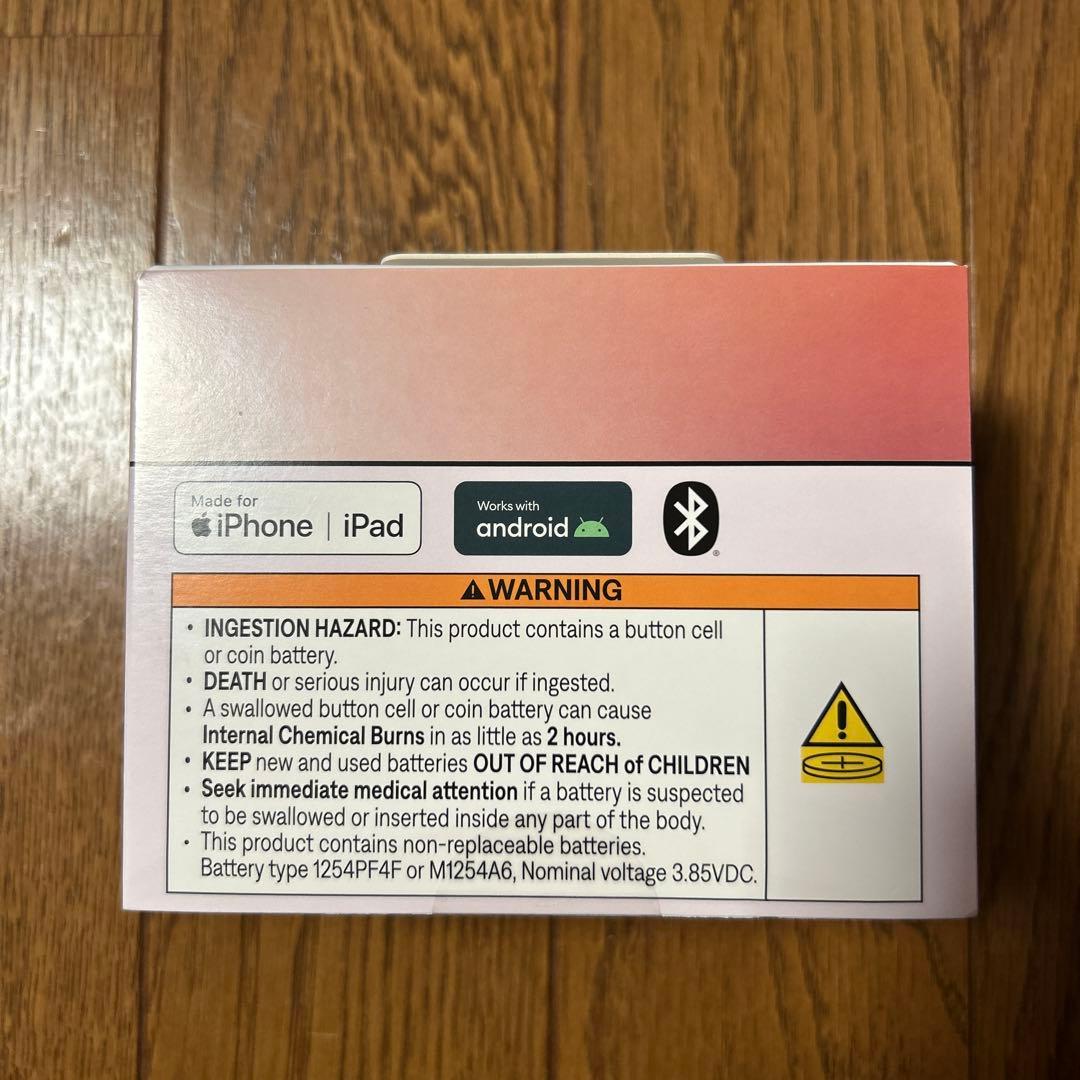 Made for
iPhone | iPad
Works with
android
®
WARNING
• INGESTION HAZARD: This product contains a button cell
or coin battery.
• DEATH or serious injury can occur if ingested.
• A swallowed button cell or coin battery can cause
Internal Chemical Burns in as little as 2 hours.
• KEEP new and used batteries OUT OF REACH of CHILDREN
• Seek immediate medical attention if a battery is suspected
to be swallowed or inserted inside any part of the body.
• This product contains non-replaceable batteries.
Battery type 1254PF4F or M1254A6, Nominal voltage 3.85VDC.